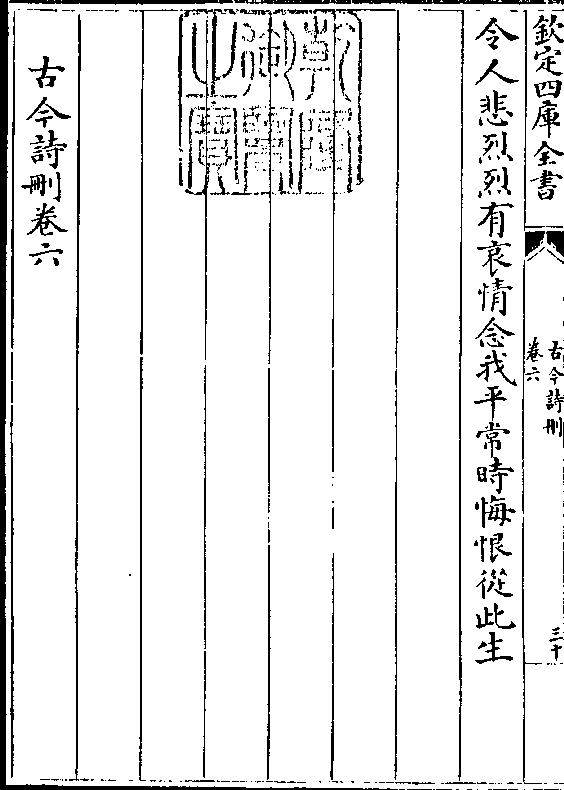 欽定四庫全書
古今詩刪
卷六
三十
令人悲烈烈有哀情念我平常時悔恨從此生
乾隆御覽之寶
古今詩刪卷六